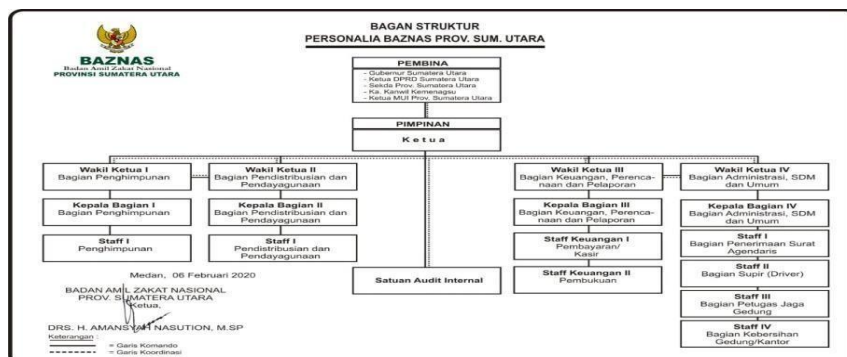 BAGAN STRUKTUR
PERSONALIA BAZNAS PROV. SUM. UTARA
BAZNAS
Badan Amil Zakat Nasional
PROVINSI SUMATERA UTARA
PEMBINA
- Gubernur Sumatera Utara
- Ketua DPRD Sumatera Utara
- Sekda Prov. Sumatera Utara
- Ka. Kanwil Kemenagsu
- Ketua MUI Prov. Sumatera Utara
PIMPINAN
Ketua
Wakil Ketua I
Bagian Penghimpunan
Wakil Ketua II
Bagian Pendistribusian dan
Pendayagunaan
Wakil Ketua III
Bagian Keuangan, Perenca-
naan dan Pelaporan
Wakil Ketua IV
Bagian Administrasi, SDM
dan Umum
Kepala Bagian I
Bagian Penghimpunan
Kepala Bagian II
Bagian Pendistribusian dan
Pendayagunaan
Kepala Bagian III
Bagian Keuangan, Perenca-
naan dan Pelaporan
Kepala Bagian IV
Bagian Administrasi, SDM
dan Umum
Staff I
Penghimpunan
Staff I
Pendistribusian dan
Pendayagunaan
Staff Keuangan I
Pembayaran/
Kasir
Staff I
Bagian Penerimaan Surat
Agendaris
Satuan Audit Internal
Staff Keuangan II
Pembukuan
Staff II
Bagian Supir (Driver)
Staff III
Bagian Petugas Jaga
Gedung
Staff IV
Bagian Kebersihan
Gedung/Kantor
Medan, 06 Februari 2020
BADAN AMIL ZAKAT NASIONAL
PROV. SUMATERA UTARA
Ketua,
DRS. H. AMANSYAH NASUTION, M.SP
Keterangan :
= Garis Komando
= Garis Koordinasi